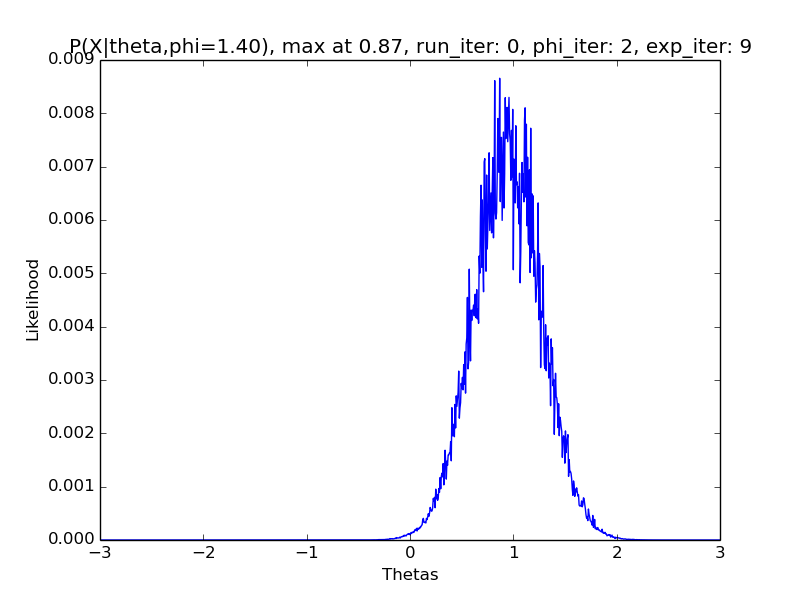 P(X|theta,phi=1.40), max at 0.87, run_iter: 0, phi_iter: 2, exp_iter: 9
0.009
0.008
0.007
0.006
0.005
0.004
0.003
0.002
0.001
0.000
Likelihood
−3 −2 −1 0 1 2 3
Thetas